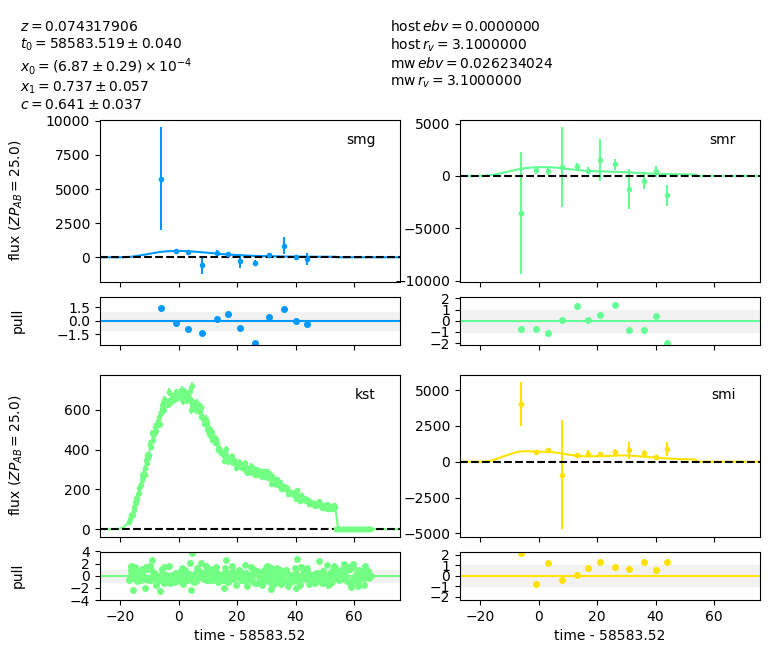 z = 0.074317906
t₀ = 58583.519 ± 0.040
x₀ = (6.87 ± 0.29) × 10⁻⁴
x₁ = 0.737 ± 0.057
c = 0.641 ± 0.037
host ebv = 0.0000000
host r_v = 3.1000000
mw ebv = 0.026234024
mw r_v = 3.1000000
smg
flux (ZP_AB = 25.0)
10000
7500
5000
2500
0
smr
5000
0
−5000
−10000
pull
1.5
0.0
−1.5
2
1
0
−1
−2
kst
flux (ZP_AB = 25.0)
600
400
200
0
smi
5000
2500
0
−2500
−5000
pull
4
2
0
−2
−4
−20 0 20 40 60
time - 58583.52
2
1
0
−1
−2
−20 0 20 40 60
time - 58583.52